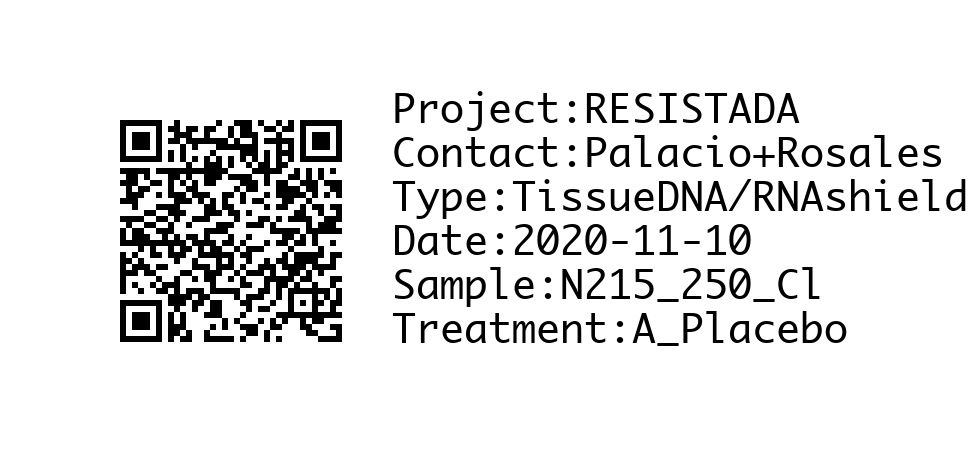 Project:RESISTADA
Contact:Palacio+Rosales
Type:TissueDNA/RNAshield
Date:2020-11-10
Sample:N215_250_Cl
Treatment:A_Placebo